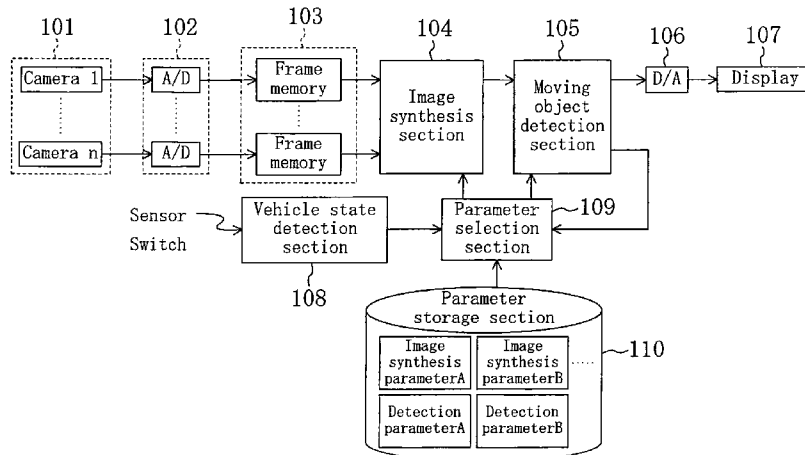 101
102
103
104
105
106
107
Camera 1
A/D
Frame
memory
Image
synthesis
section
Moving
object
detection
section
D/A
Display
Camera n
A/D
Frame
memory
Sensor
Switch
Vehicle state
detection
section
108
Parameter
selection
section
109
Parameter
storage section
110
Image
synthesis
parameterA
Image
synthesis
parameterB
Detection
parameterA
Detection
parameterB